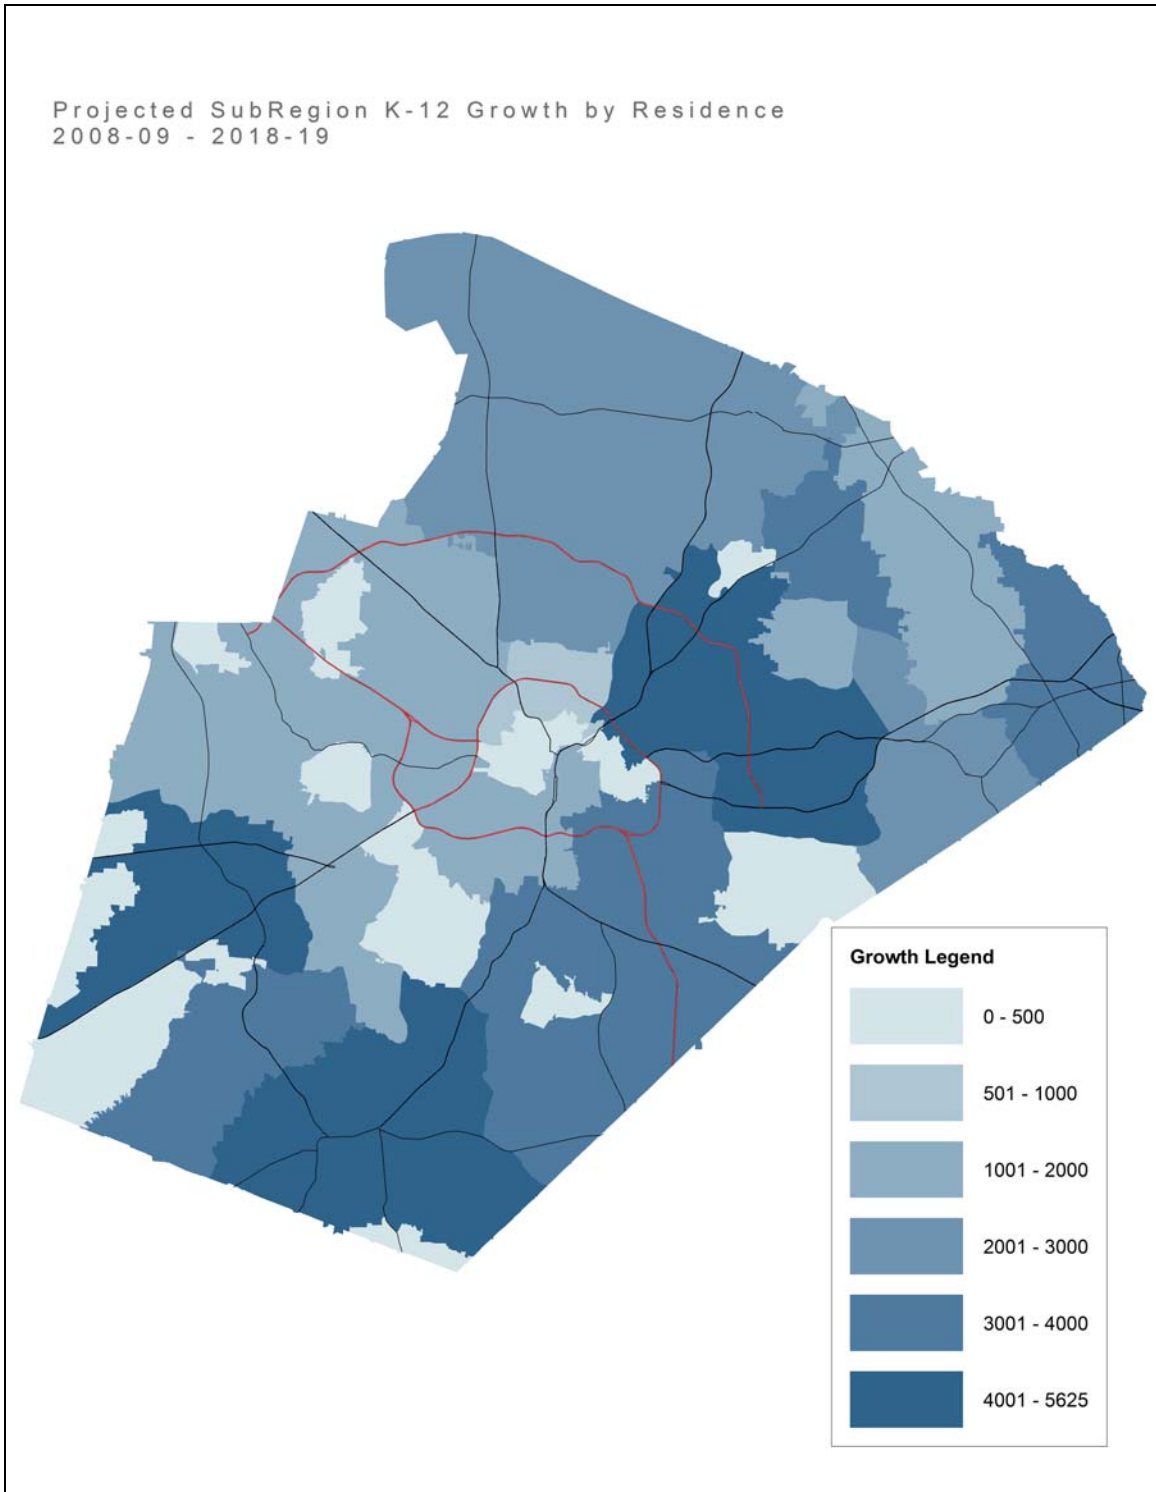 Projected SubRegion K-12 Growth by Residence
2008-09 - 2018-19
Growth Legend
0 - 500
501 - 1000
1001 - 2000
2001 - 3000
3001 - 4000
4001 - 5625